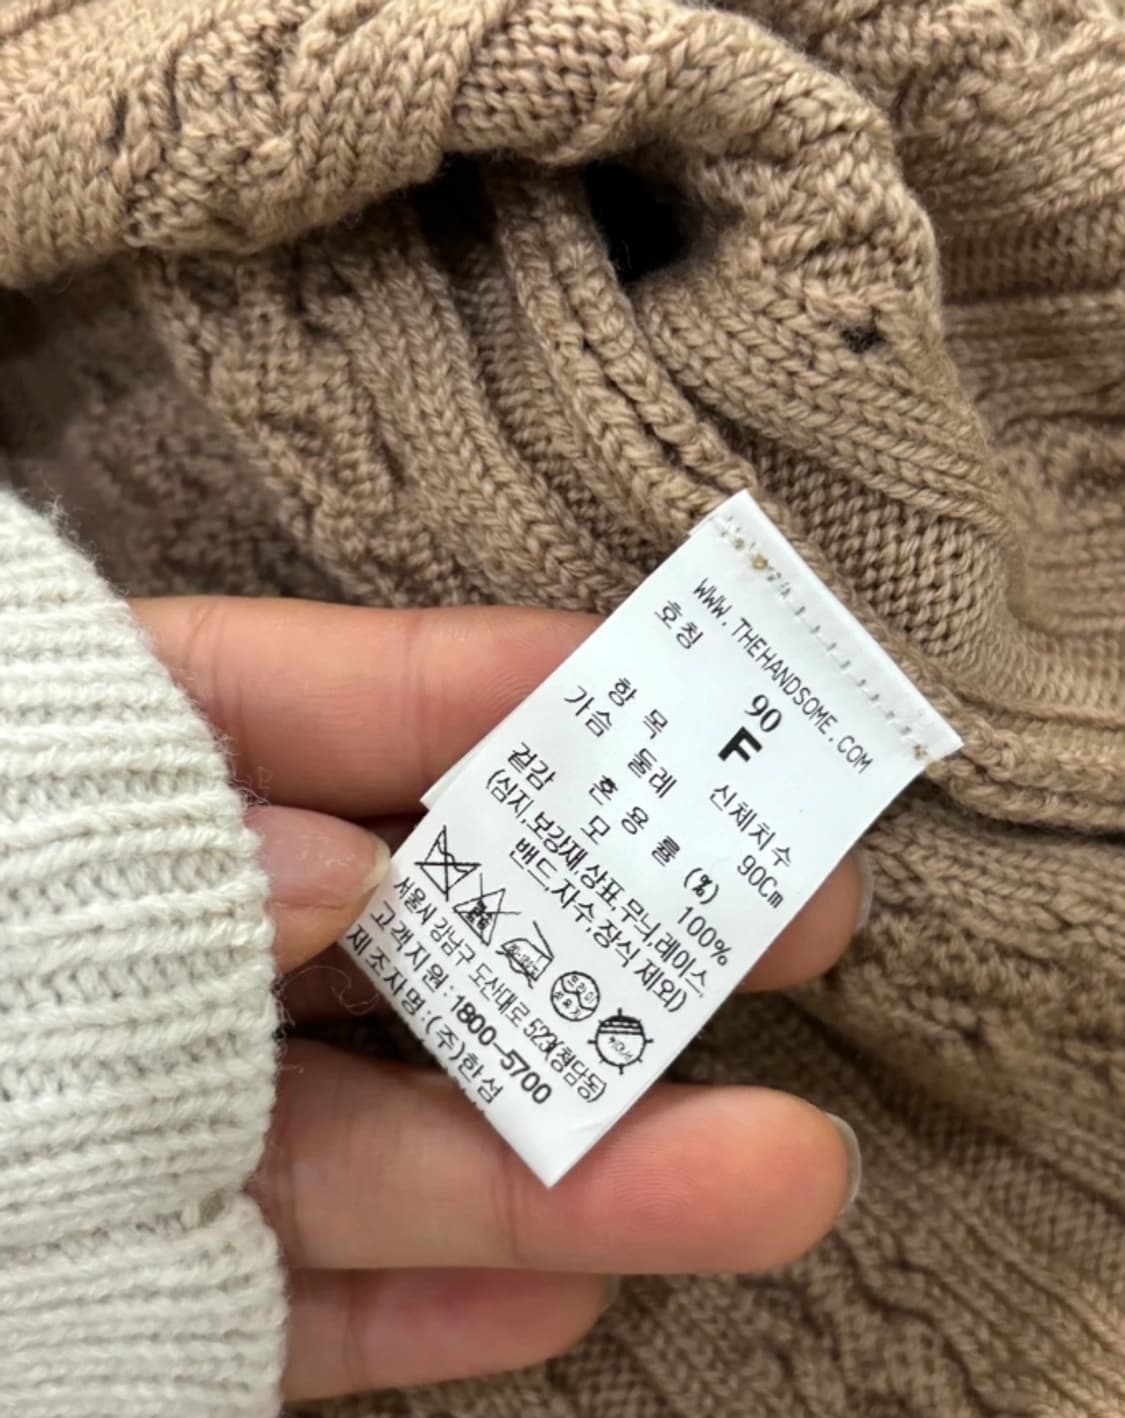 WWW.THEHANDSOME.COM
호칭 90
F
항 목 신체치수
가슴 둘레 90Cm
혼 용 률 (%)
겉감 모 100%
(심지,보강재,상표,무늬,레이스,
밴드,자수,장식 제외)
서울시 강남구 도산대로 523(청담동)
고객지원:1800-5700
제조자명:(주)한섬